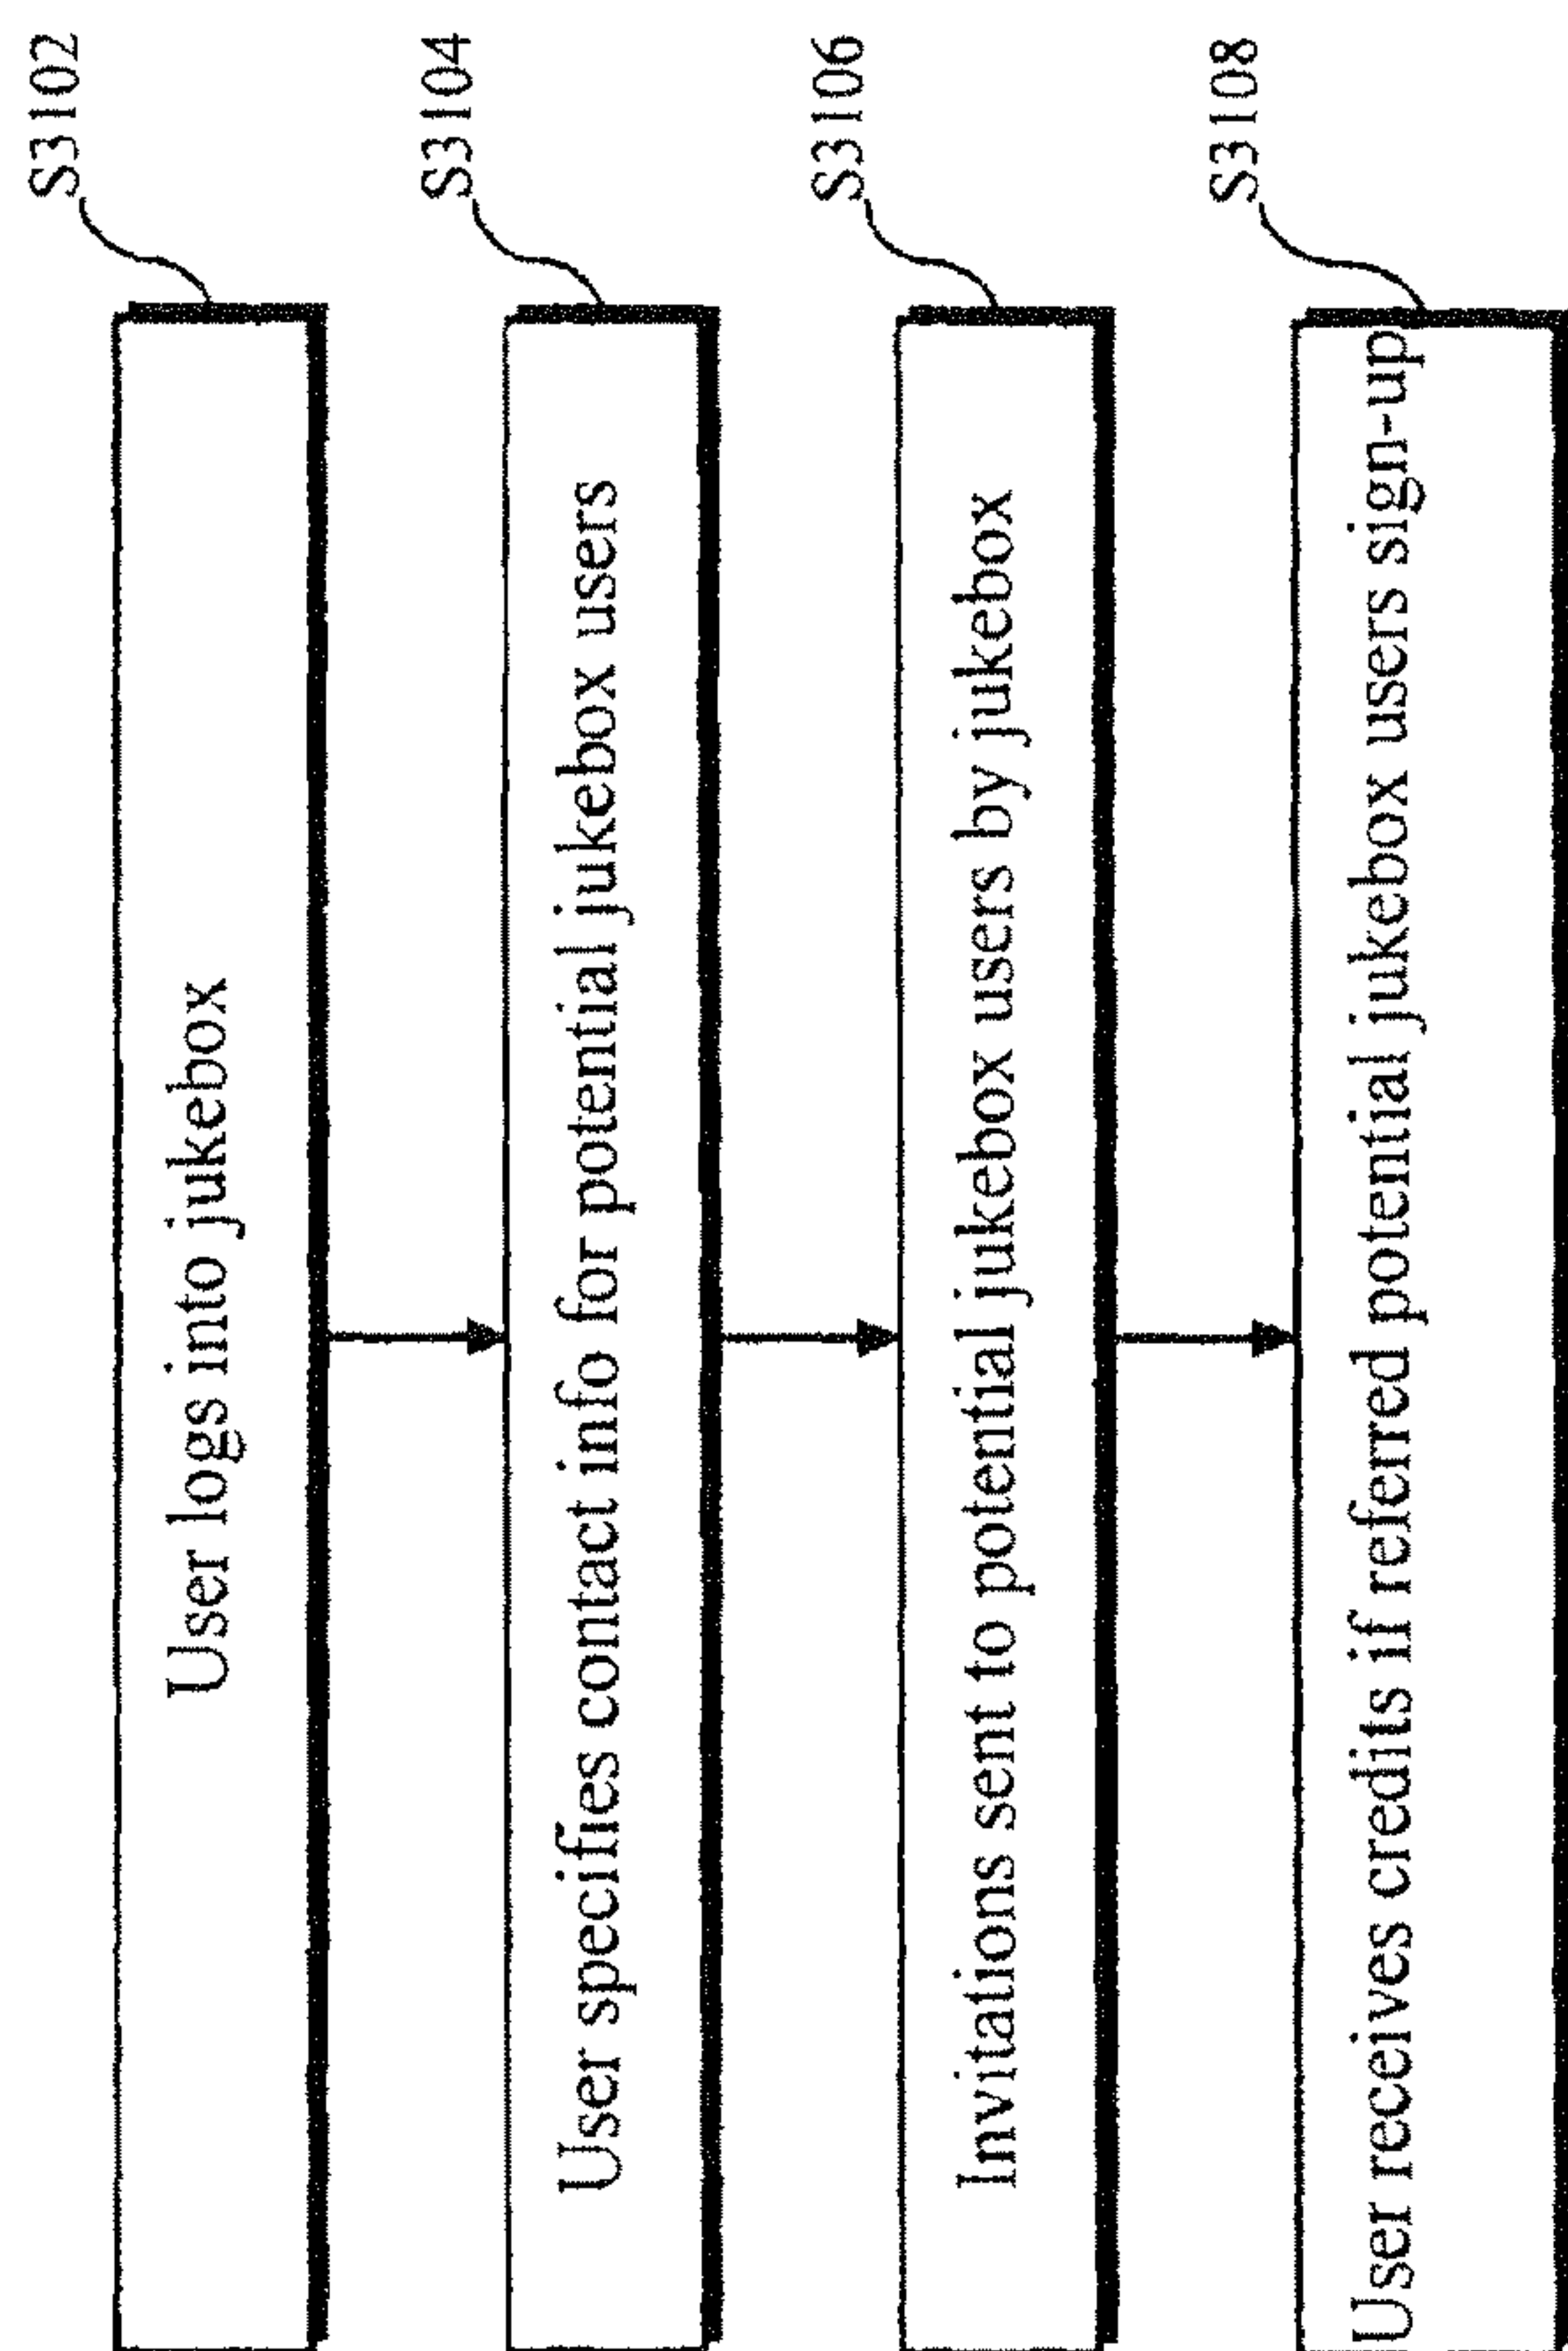 S3102
User logs into jukebox
S3104
User specifies contact info for potential jukebox users
S3106
Invitations sent to potential jukebox users by jukebox
S3108
User receives credits if referred potential jukebox users sign-up